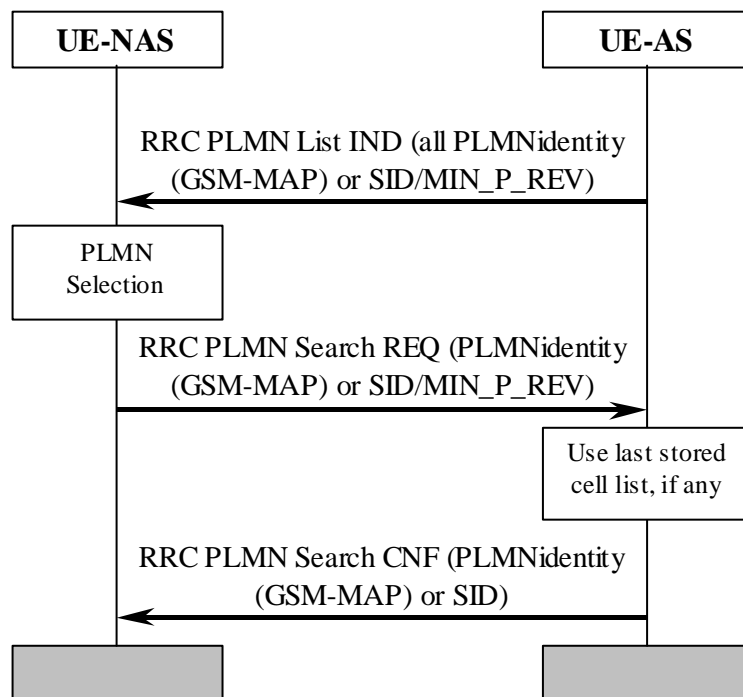 UE-NAS
UE-AS
RRC PLMN List IND (all PLMNidentity
(GSM-MAP) or SID/MIN_P_REV)
PLMN
Selection
RRC PLMN Search REQ (PLMNidentity
(GSM-MAP) or SID/MIN_P_REV)
Use last stored
cell list, if any
RRC PLMN Search CNF (PLMNidentity
(GSM-MAP) or SID)